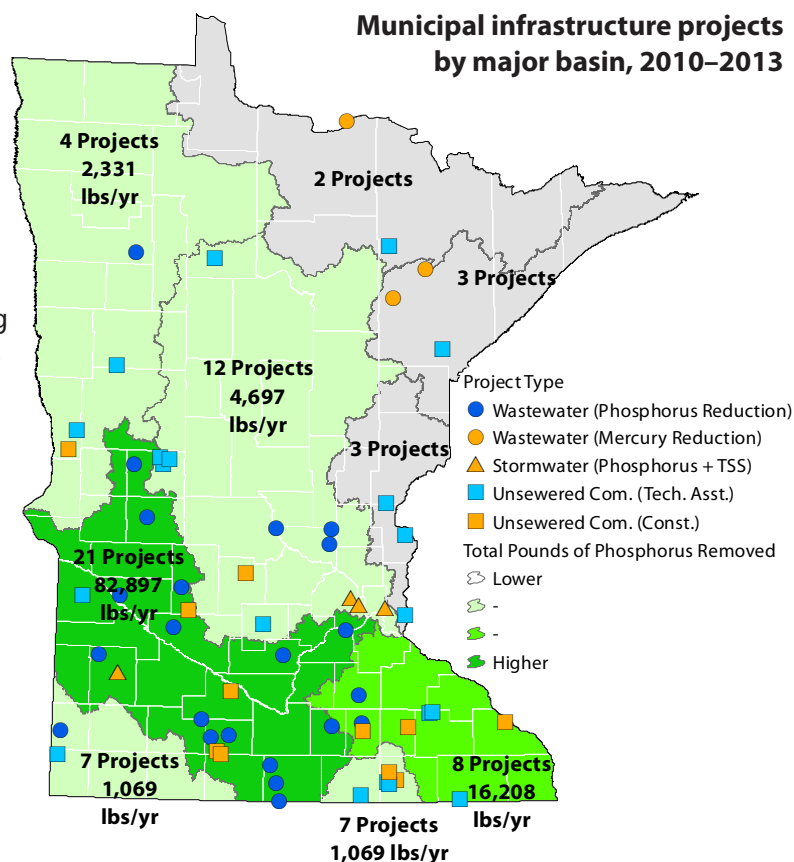 Municipal infrastructure projects
by major basin, 2010–2013
4 Projects
2,331
lbs/yr
2 Projects
3 Projects
g
12 Projects
4,697
lbs/yr
3 Projects
Project Type
Wastewater (Phosphorus Reduction)
Wastewater (Mercury Reduction)
Stormwater (Phosphorus + TSS)
Unsewered Com. (Tech. Asst.)
Unsewered Com. (Const.)
Total Pounds of Phosphorus Removed
Lower
-
-
Higher
21 Projects
82,897
lbs/yr
7 Projects
1,069
lbs/yr
8 Projects
16,208
lbs/yr
7 Projects
1,069 lbs/yr